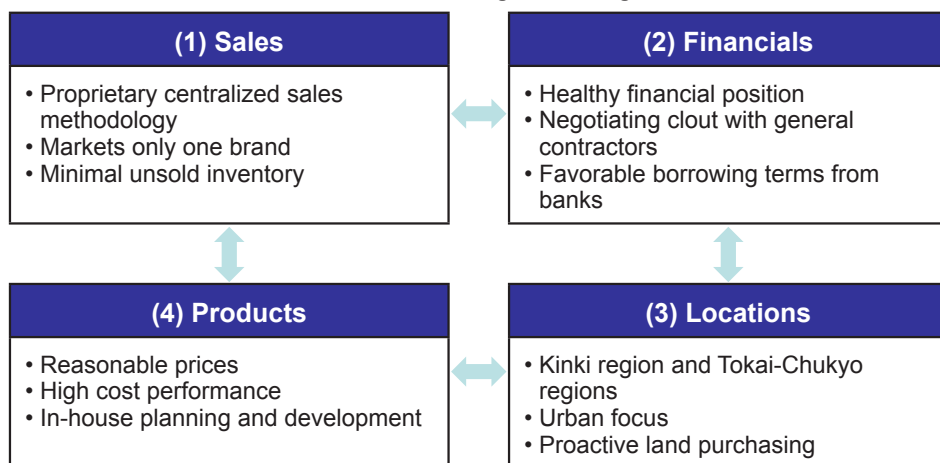 (1) Sales
• Proprietary centralized sales
methodology
• Markets only one brand
• Minimal unsold inventory
(2) Financials
• Healthy financial position
• Negotiating clout with general
contractors
• Favorable borrowing terms from
banks
(4) Products
• Reasonable prices
• High cost performance
• In-house planning and development
(3) Locations
• Kinki region and Tokai-Chukyo
regions
• Urban focus
• Proactive land purchasing